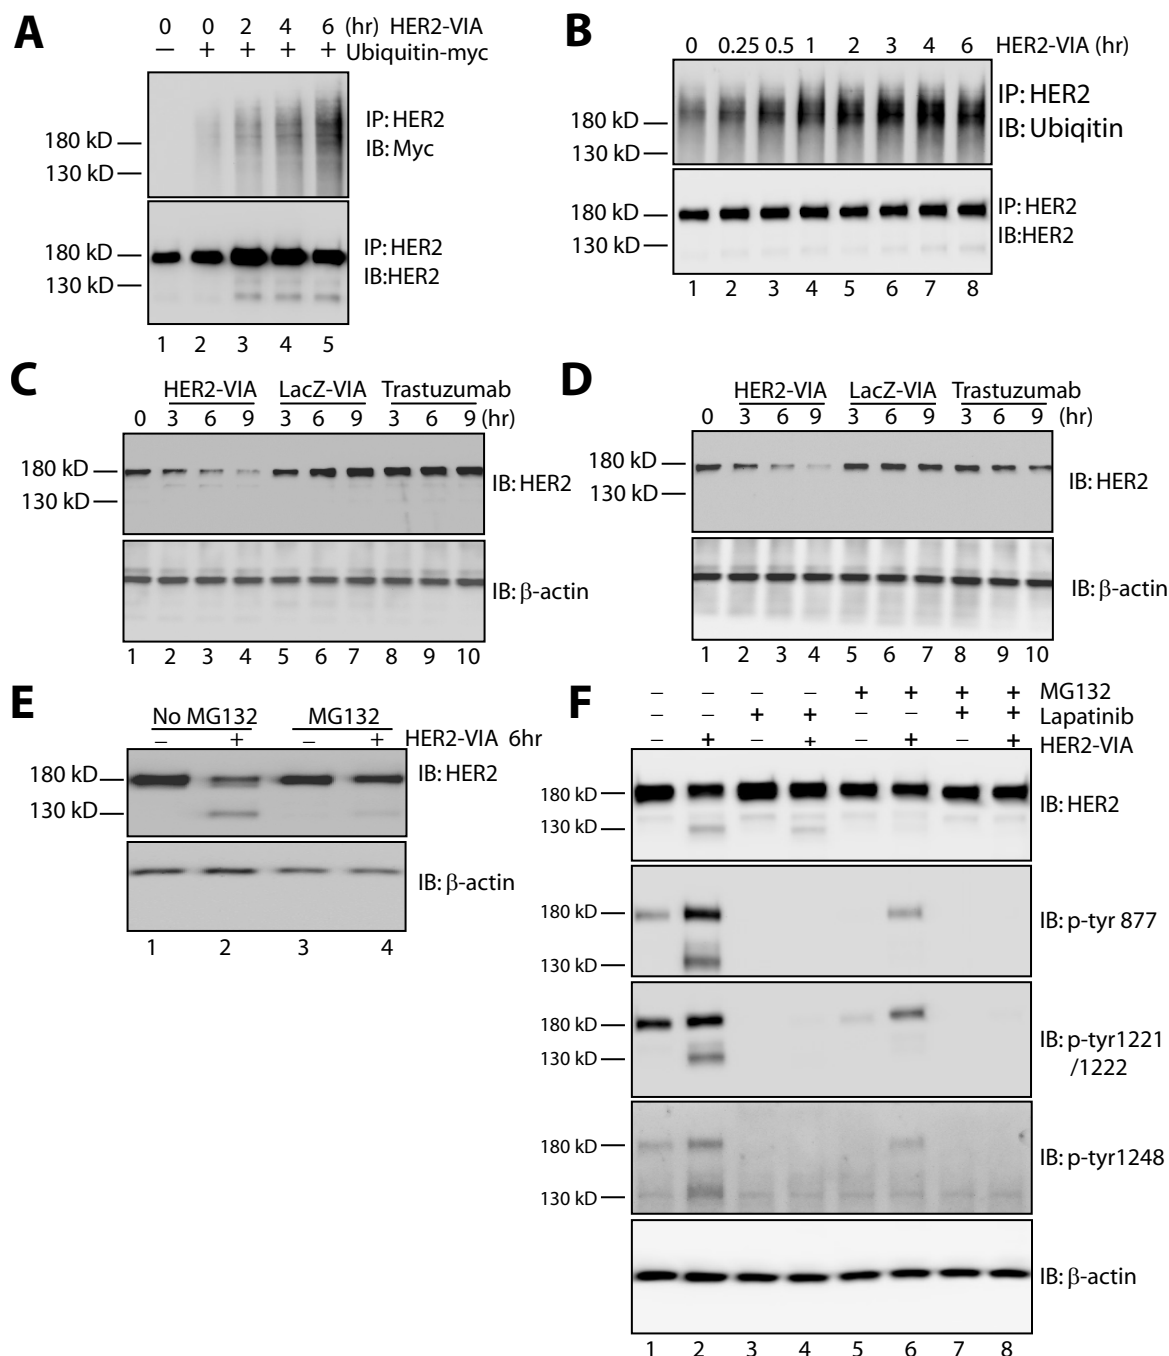 A
0 0 2 4 6 (hr) HER2-VIA
– + + + + Ubiquitin-myc
180 kD
130 kD
IP: HER2
IB: Myc
180 kD
130 kD
IP: HER2
IB:HER2
1 2 3 4 5
B
0 0.25 0.5 1 2 3 4 6 HER2-VIA (hr)
180 kD
130 kD
IP: HER2
IB: Ubiqitin
180 kD
130 kD
IP: HER2
IB:HER2
1 2 3 4 5 6 7 8
C
HER2-VIA LacZ-VIA Trastuzumab
0 3 6 9 3 6 9 3 6 9 (hr)
180 kD
130 kD
IB: HER2
IB: β-actin
1 2 3 4 5 6 7 8 9 10
D
HER2-VIA LacZ-VIA Trastuzumab
0 3 6 9 3 6 9 3 6 9 (hr)
180 kD
130 kD
IB: HER2
IB: β-actin
1 2 3 4 5 6 7 8 9 10
E
No MG132 MG132
– + – + HER2-VIA 6hr
180 kD
130 kD
IB: HER2
IB: β-actin
1 2 3 4
F
– – – – + + + + MG132
– – + + – – + + Lapatinib
– + – + – + – + HER2-VIA
180 kD
130 kD
IB: HER2
180 kD
130 kD
IB: p-tyr 877
180 kD
130 kD
IB: p-tyr1221
/1222
180 kD
130 kD
IB: p-tyr1248
IB: β-actin
1 2 3 4 5 6 7 8